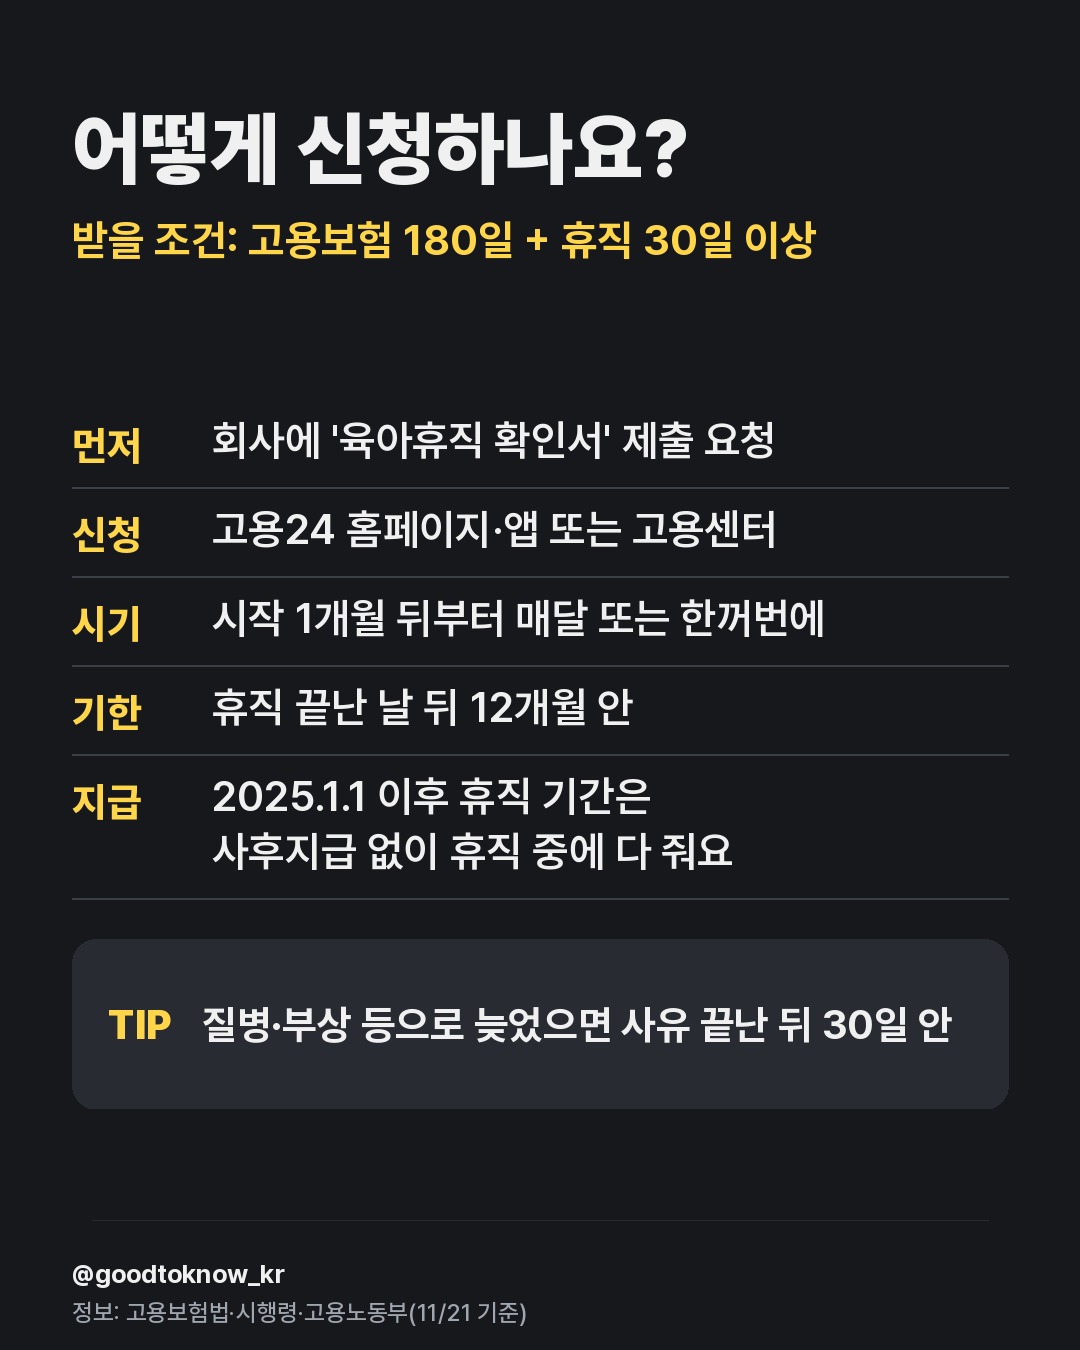 어떻게 신청하나요?
받을 조건: 고용보험 180일 + 휴직 30일 이상
먼저 회사에 '육아휴직 확인서' 제출 요청
신청 고용24 홈페이지·앱 또는 고용센터
시기 시작 1개월 뒤부터 매달 또는 한꺼번에
기한 휴직 끝난 날 뒤 12개월 안
지급 2025.1.1 이후 휴직 기간은
사후지급 없이 휴직 중에 다 줘요
TIP 질병·부상 등으로 늦었으면 사유 끝난 뒤 30일 안
@goodtoknow_kr
정보: 고용보험법·시행령·고용노동부(11/21 기준)